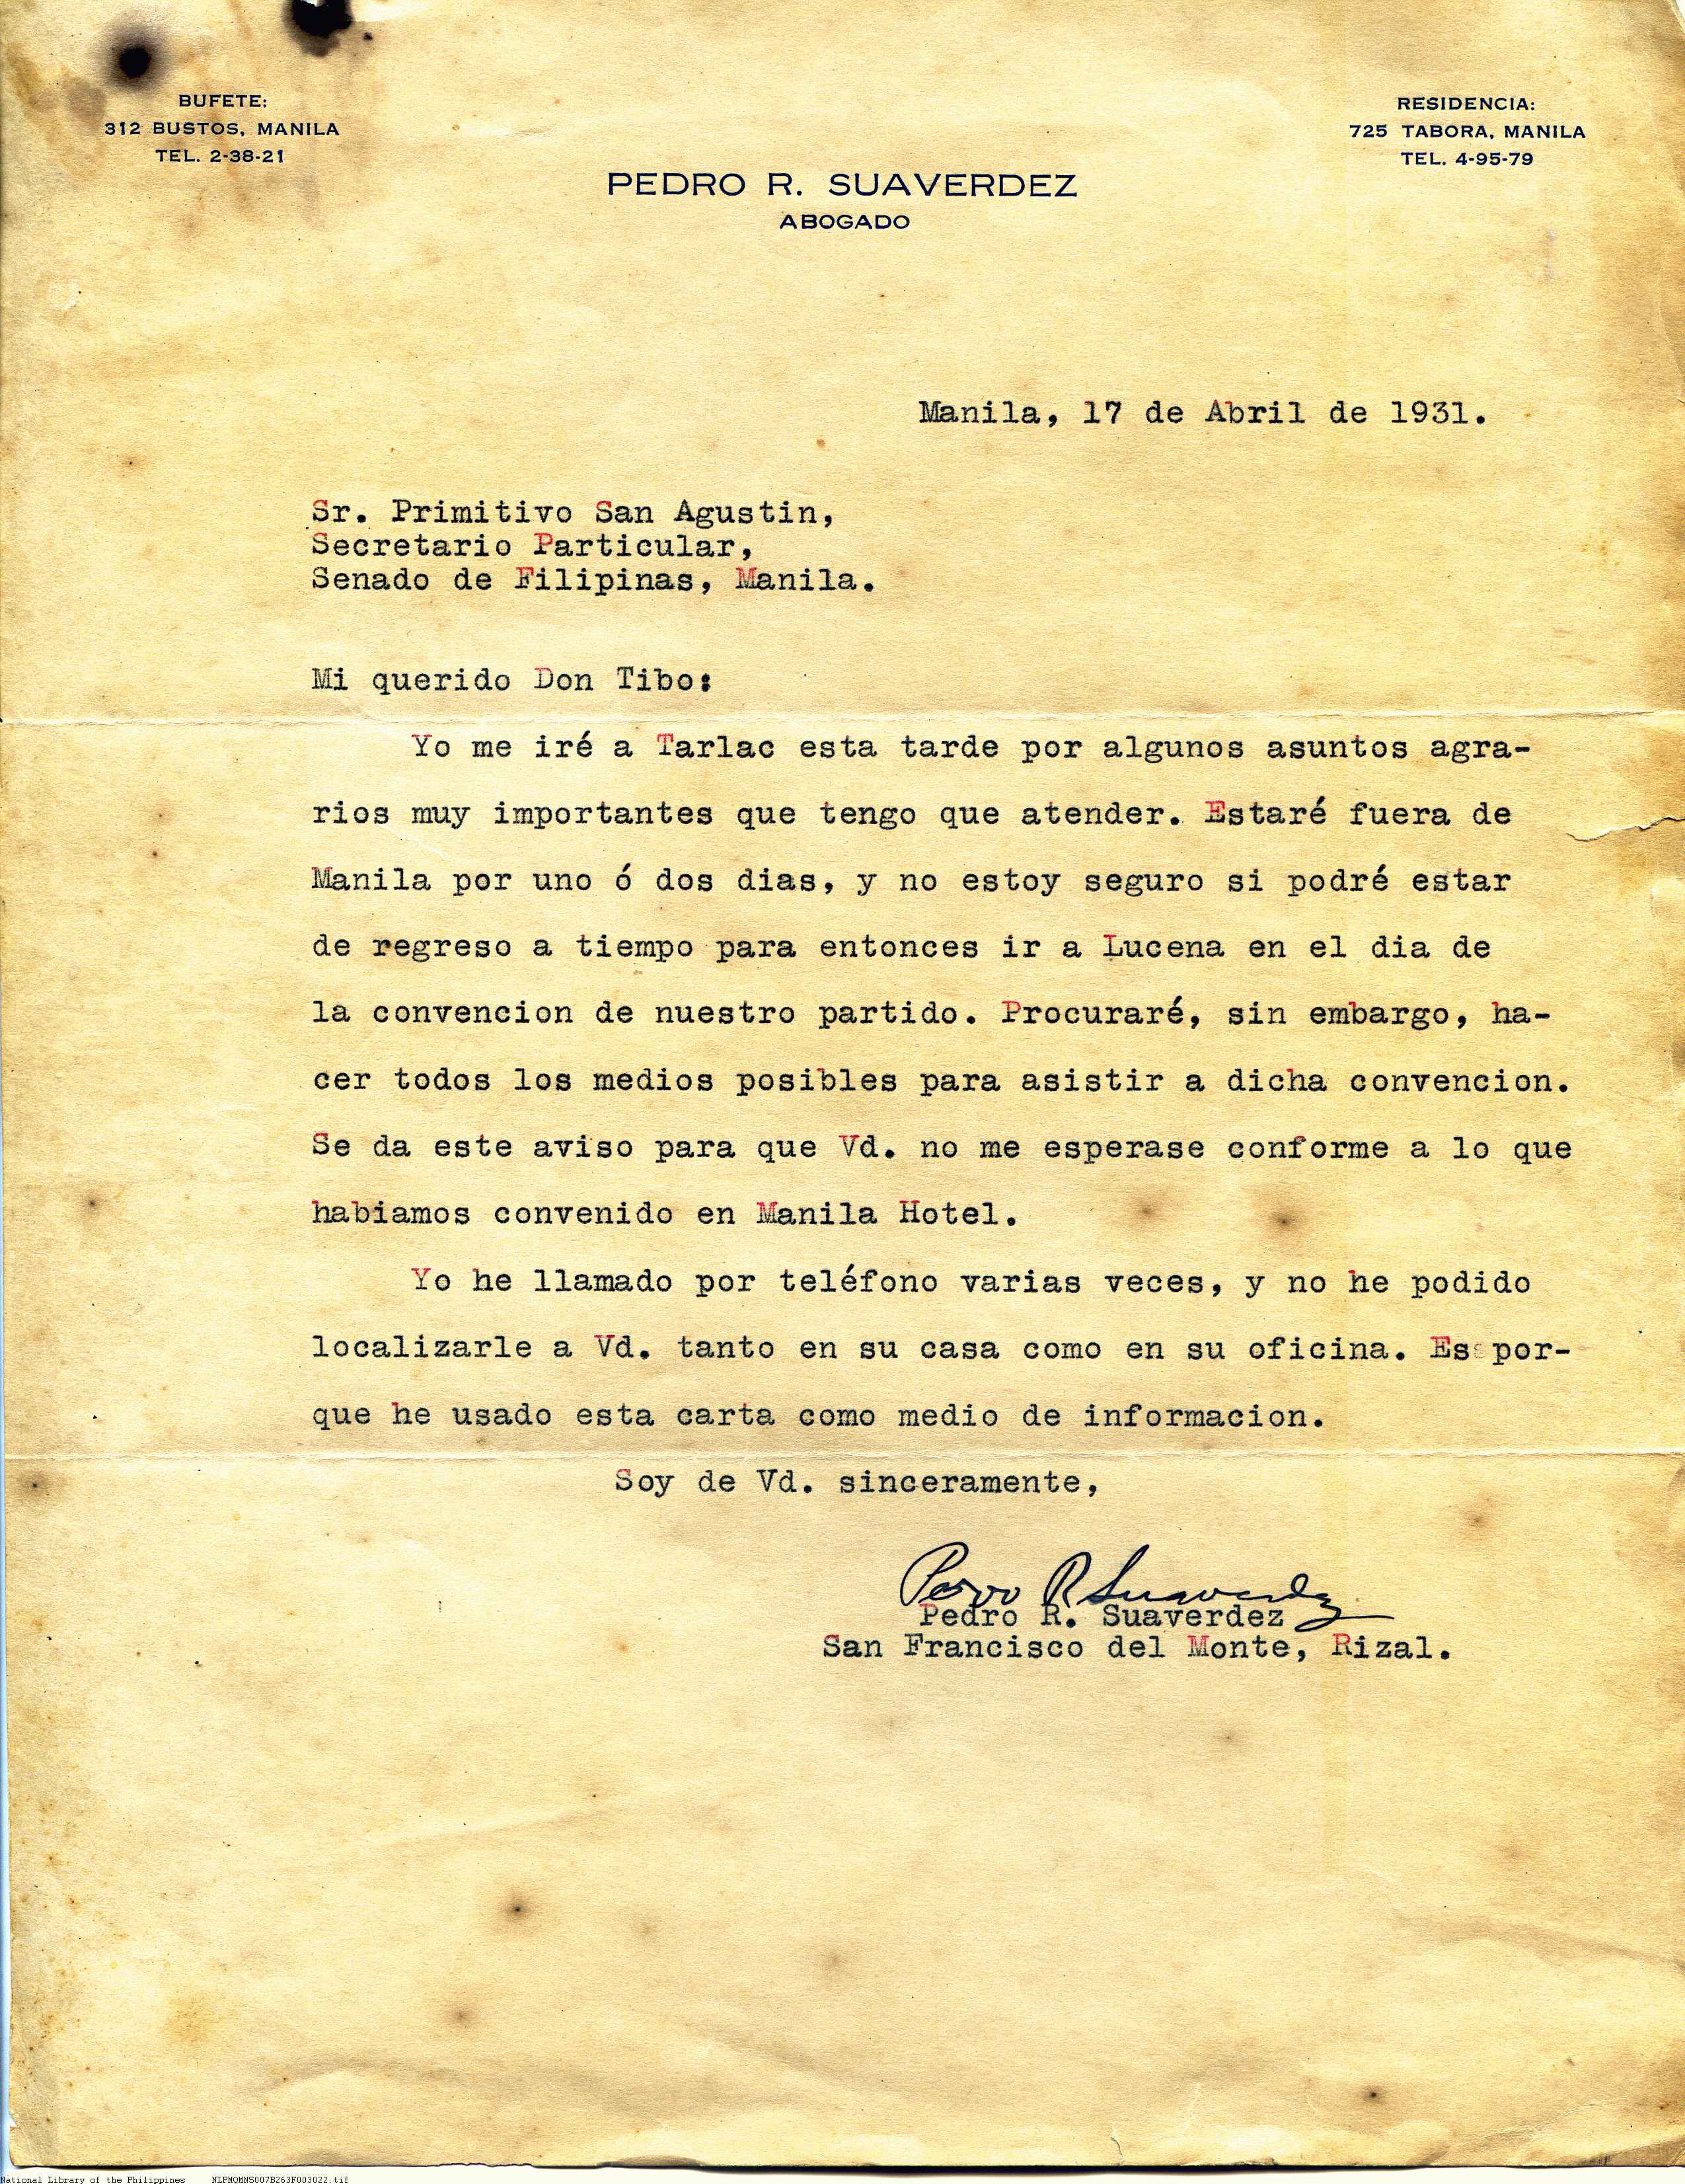 BUFETE:
312 BUSTOS, MANILA
TEL. 2-38-21
RESIDENCIA:
725 TABORA, MANILA
TEL. 4-95-79
PEDRO R. SUAVERDEZ
ABOGADO
Manila, 17 de Abril de 1931.
Sr. Primitivo San Agustin,
Secretario Particular,
Senado de Filipinas, Manila.
Mi querido Don Tibo:
Yo me iré a Tarlac esta tarde por algunos asuntos agra-
rios muy importantes que tengo que atender. Estaré fuera de
Manila por uno ó dos dias, y no estoy seguro si podré estar
de regreso a tiempo para entonces ir a Lucena en el dia de
la convencion de nuestro partido. Procuraré, sin embargo, ha-
cer todos los medios posibles para asistir a dicha convencion.
Se da este aviso para que Vd. no me esperase conforme a lo que
habiamos convenido en Manila Hotel.
Yo he llamado por teléfono varias veces, y no he podido
localizarle a Vd. tanto en su casa como en su oficina. Es por-
que he usado esta carta como medio de informacion.
Soy de Vd. sinceramente,
Pedro R Suaverdez
Pedro R. Suaverdez
San Francisco del Monte, Rizal.
National Library of the Philippines NLPMQMNS007B263F003022.tif